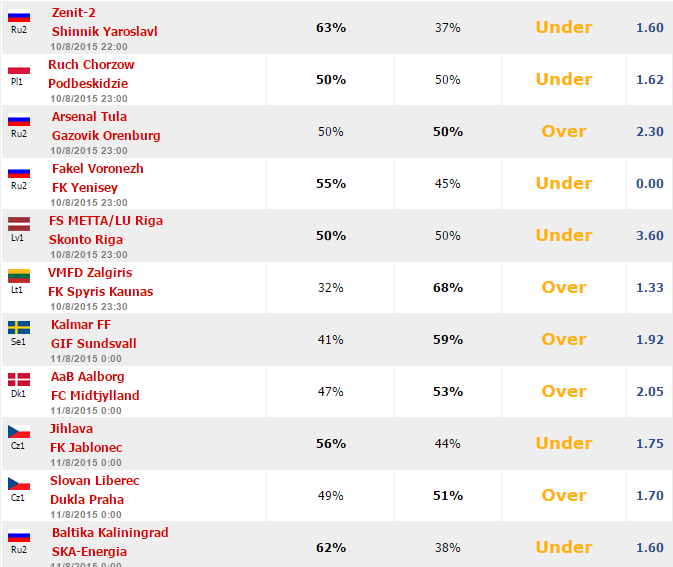 Zenit-2
Ru2 Shinnik Yaroslavl 63% 37% Under 1.60
10/8/2015 22:00
Ruch Chorzow
Pl1 Podbeskidzie 50% 50% Under 1.62
10/8/2015 23:00
Arsenal Tula
Ru2 Gazovik Orenburg 50% 50% Over 2.30
10/8/2015 23:00
Fakel Voronezh
Ru2 FK Yenisey 55% 45% Under 0.00
10/8/2015 23:00
FS METTA/LU Riga
Lv1 Skonto Riga 50% 50% Under 3.60
10/8/2015 23:00
VMFD Zalgiris
Lt1 FK Spyris Kaunas 32% 68% Over 1.33
10/8/2015 23:30
Kalmar FF
Se1 GIF Sundsvall 41% 59% Over 1.92
11/8/2015 0:00
AaB Aalborg
Dk1 FC Midtjylland 47% 53% Over 2.05
11/8/2015 0:00
Jihlava
Cz1 FK Jablonec 56% 44% Under 1.75
11/8/2015 0:00
Slovan Liberec
Cz1 Dukla Praha 49% 51% Over 1.70
11/8/2015 0:00
Baltika Kaliningrad
Ru2 SKA-Energia 62% 38% Under 1.60
11/8/2015 0:00